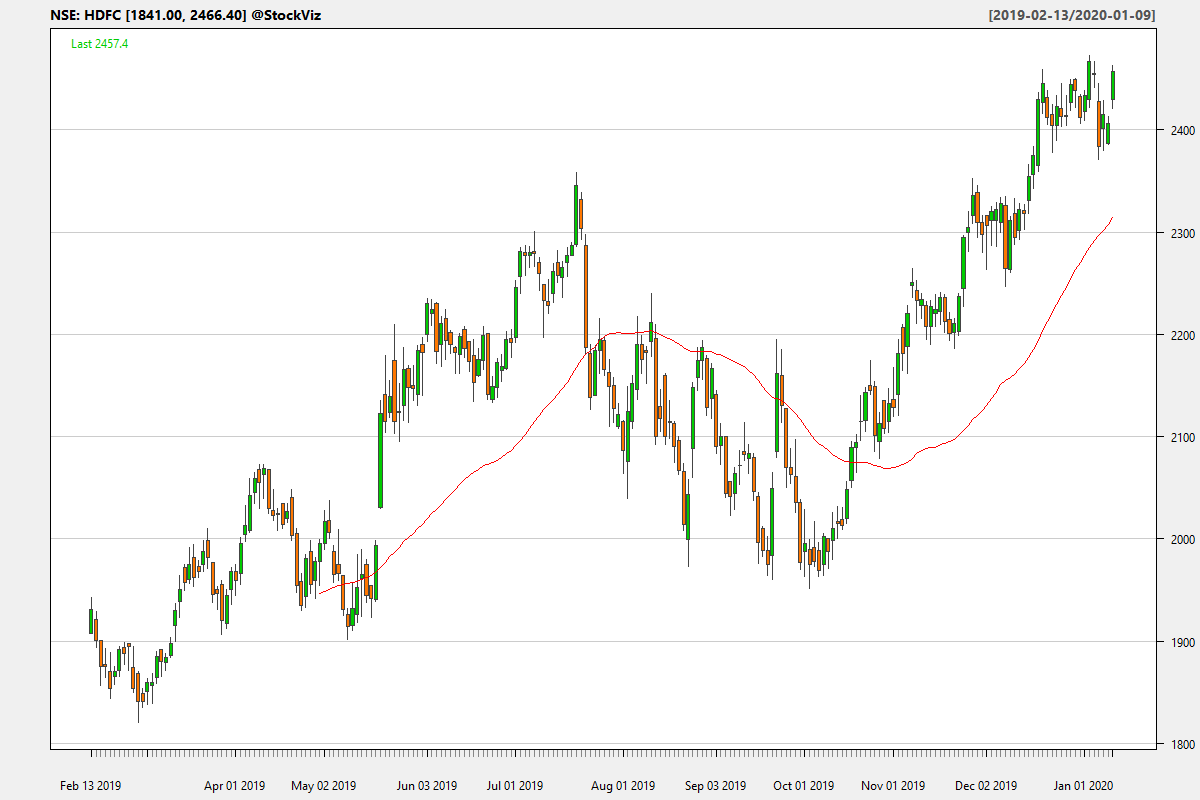 NSE: HDFC [1841.00, 2466.40] @StockViz [2019-02-13/2020-01-09]
Last 2457.4
2400
2300
2200
2100
2000
1900
1800
Feb 13 2019 Apr 01 2019 May 02 2019 Jun 03 2019 Jul 01 2019 Aug 01 2019 Sep 03 2019 Oct 01 2019 Nov 01 2019 Dec 02 2019 Jan 01 2020